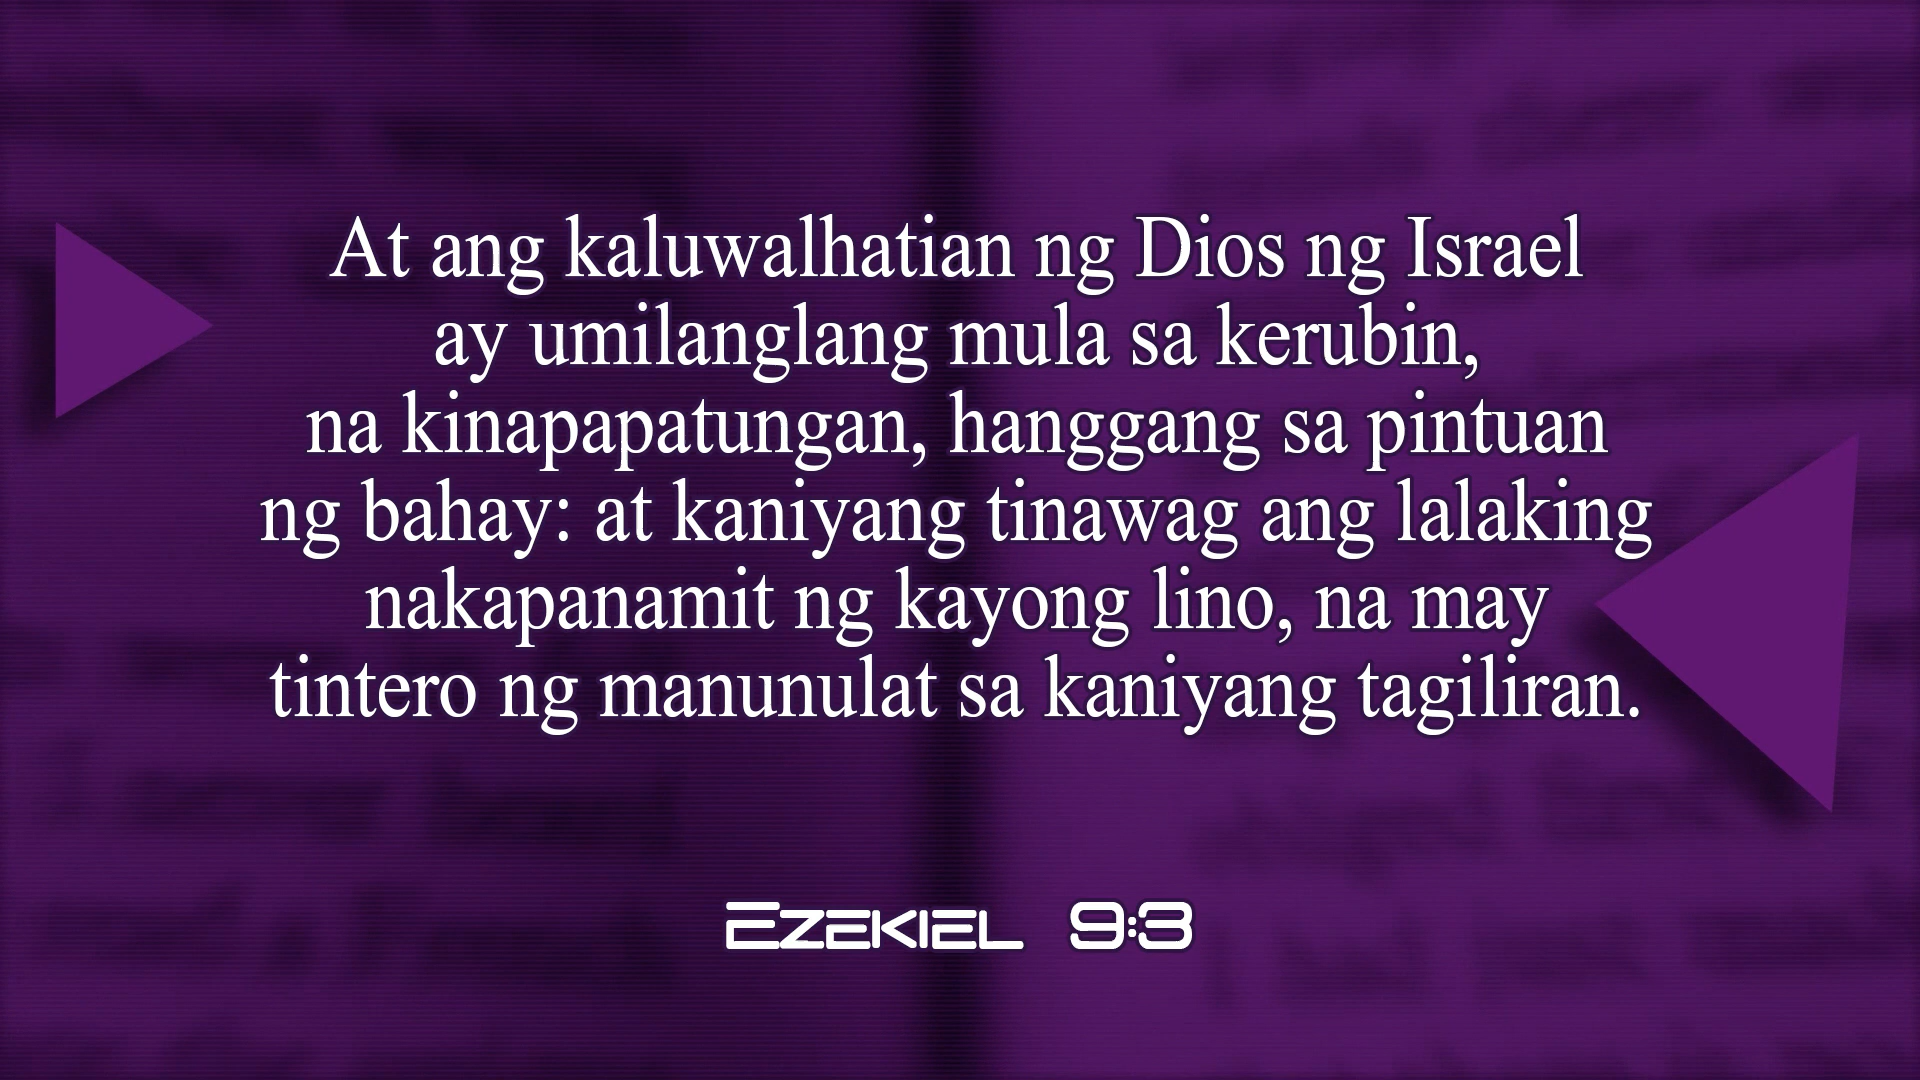 At ang kaluwalhatian ng Dios ng Israel
ay umilanglang mula sa kerubin,
na kinapapatungan, hanggang sa pintuan
ng bahay: at kaniyang tinawag ang lalaking
nakapanamit ng kayong lino, na may
tintero ng manunulat sa kaniyang tagiliran.
Ezekiel 9:3